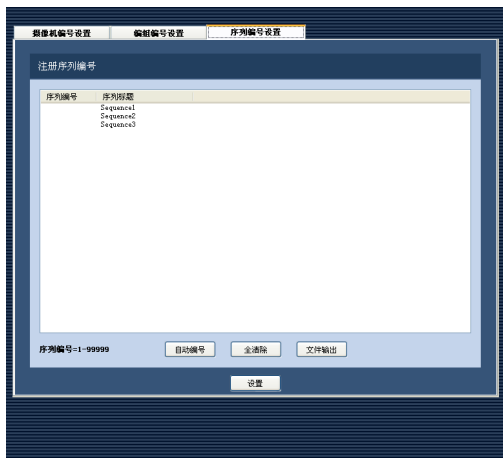 摄像机编号设置 编组编号设置 序列编号设置
注册序列编号
序列编号 序列标题
Sequence1
Sequence2
Sequence3
序列编号=1-99999 自动编号 全清除 文件输出
设置